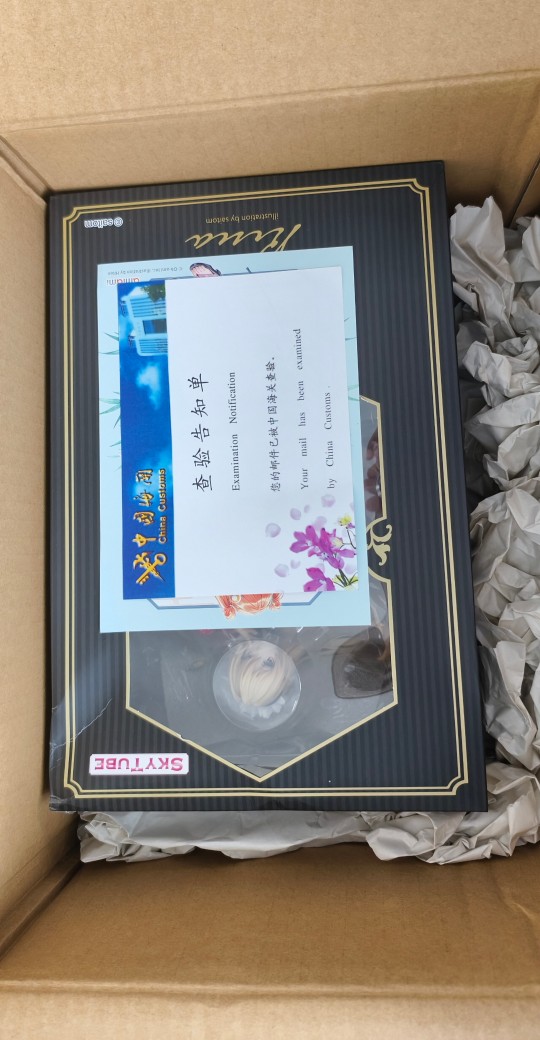 © saitom
illustration by saitom
中国海关
China Customs
查验告知单
Examination Notification
您的邮件已被中国海关查验。
Your mail has been examined
by China Customs.
SKYTUBE